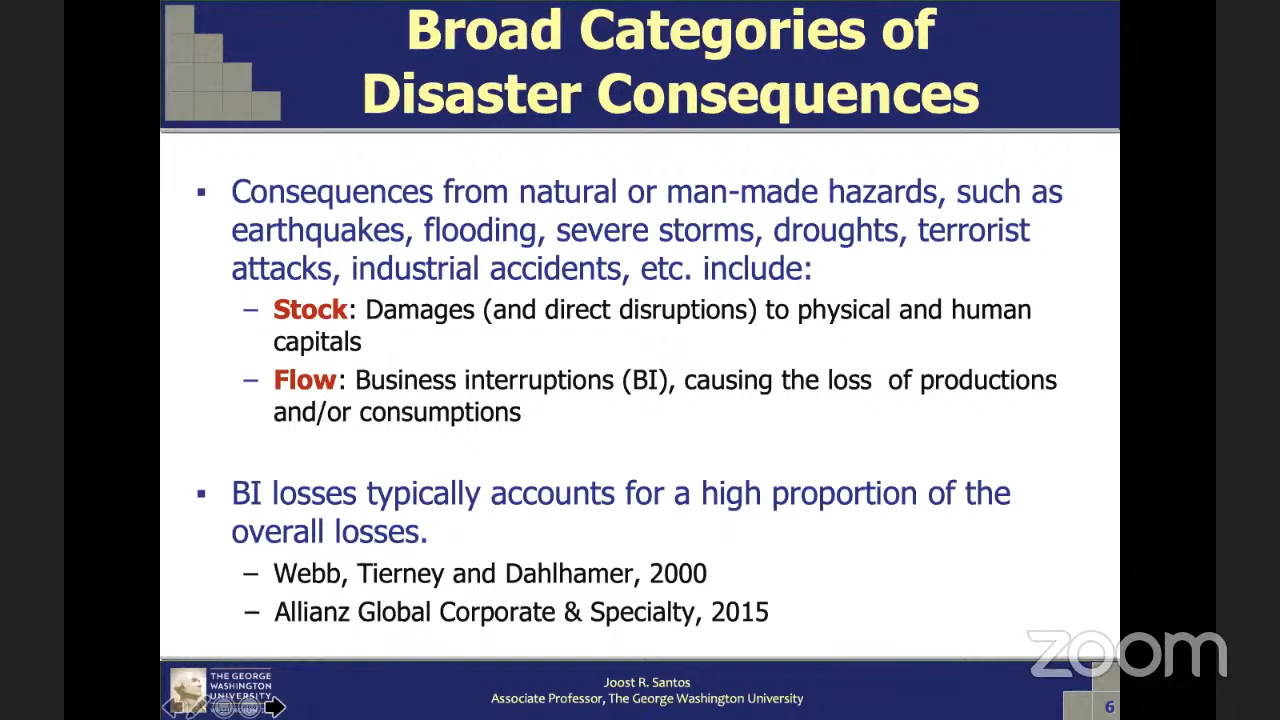 Broad Categories of
Disaster Consequences
▪ Consequences from natural or man-made hazards, such as
earthquakes, flooding, severe storms, droughts, terrorist
attacks, industrial accidents, etc. include:
– Stock: Damages (and direct disruptions) to physical and human
capitals
– Flow: Business interruptions (BI), causing the loss of productions
and/or consumptions
▪ BI losses typically accounts for a high proportion of the
overall losses.
– Webb, Tierney and Dahlhamer, 2000
– Allianz Global Corporate & Specialty, 2015
zoom
THE GEORGE
WASHINGTON
UNIVERSITY
Joost R. Santos
Associate Professor, The George Washington University
6